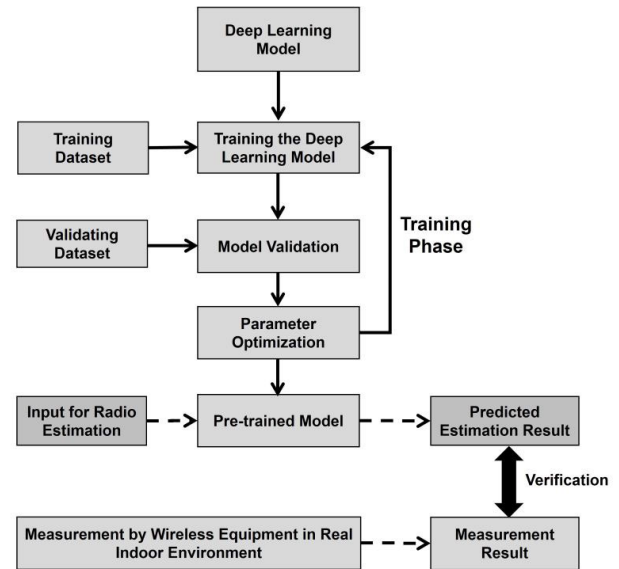 Deep Learning
Model
Training
Dataset
Training the Deep
Learning Model
Training
Phase
Validating
Dataset
Model Validation
Parameter
Optimization
Input for Radio
Estimation
Pre-trained Model
Predicted
Estimation Result
Verification
Measurement by Wireless Equipment in Real
Indoor Environment
Measurement
Result